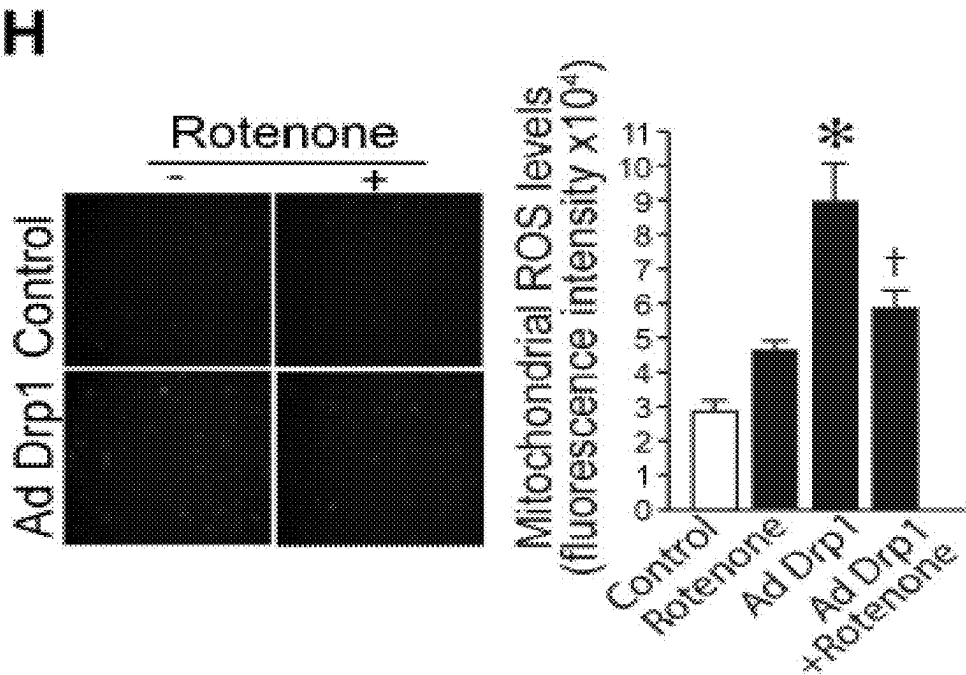 H
Rotenone
- +
Control
Ad Drp1
Mitochondrial ROS levels
(fluorescence intensity x10⁴)
11
10
9
8
7
6
5
4
3
2
1
0
*
†
Control
Rotenone
Ad Drp1
Ad Drp1
+Rotenone